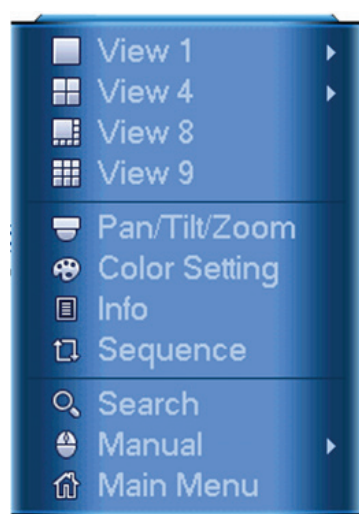 View 1
View 4
View 8
View 9
Pan/Tilt/Zoom
Color Setting
Info
Sequence
Search
Manual
Main Menu